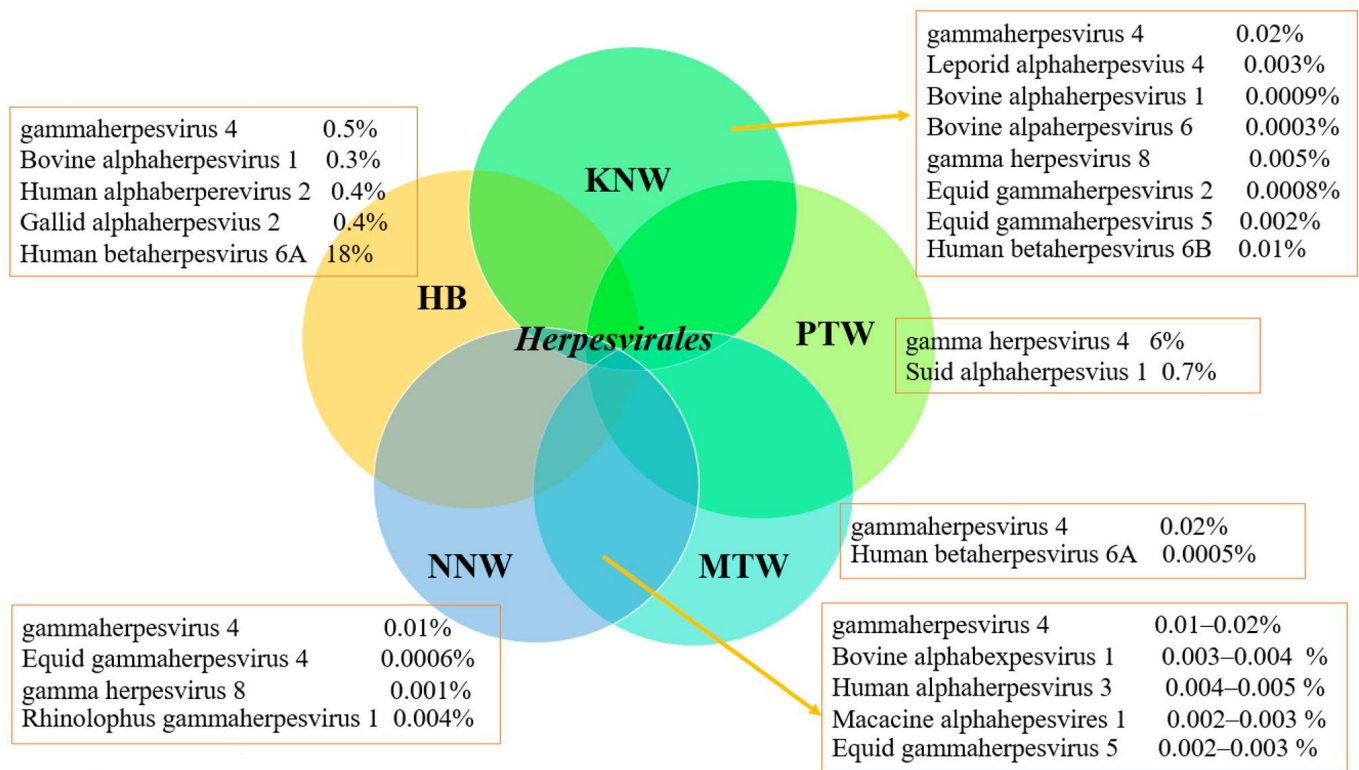 gammaherpesvirus 4 0.02%
Leporid alphaherpesvius 4 0.003%
Bovine alphaherpesvirus 1 0.0009%
Bovine alpaherpesvirus 6 0.0003%
gamma herpesvirus 8 0.005%
Equid gammaherpesvirus 2 0.0008%
Equid gammaherpesvirus 5 0.002%
Human betaherpesvirus 6B 0.01%
gammaherpesvirus 4 0.5%
Bovine alphaherpesvirus 1 0.3%
Human alphaberperevirus 2 0.4%
Gallid alphaherpesvius 2 0.4%
Human betaherpesvirus 6A 18%
KNW
HB
Herpesvirales
PTW
gamma herpesvirus 4 6%
Suid alphaherpesvius 1 0.7%
NNW
MTW
gammaherpesvirus 4 0.02%
Human betaherpesvirus 6A 0.0005%
gammaherpesvirus 4 0.01%
Equid gammaherpesvirus 4 0.0006%
gamma herpesvirus 8 0.001%
Rhinolophus gammaherpesvirus 1 0.004%
gammaherpesvirus 4 0.01–0.02%
Bovine alphabexpesvirus 1 0.003–0.004 %
Human alphaherpesvirus 3 0.004–0.005 %
Macacine alphahepesvires 1 0.002–0.003 %
Equid gammaherpesvirus 5 0.002–0.003 %